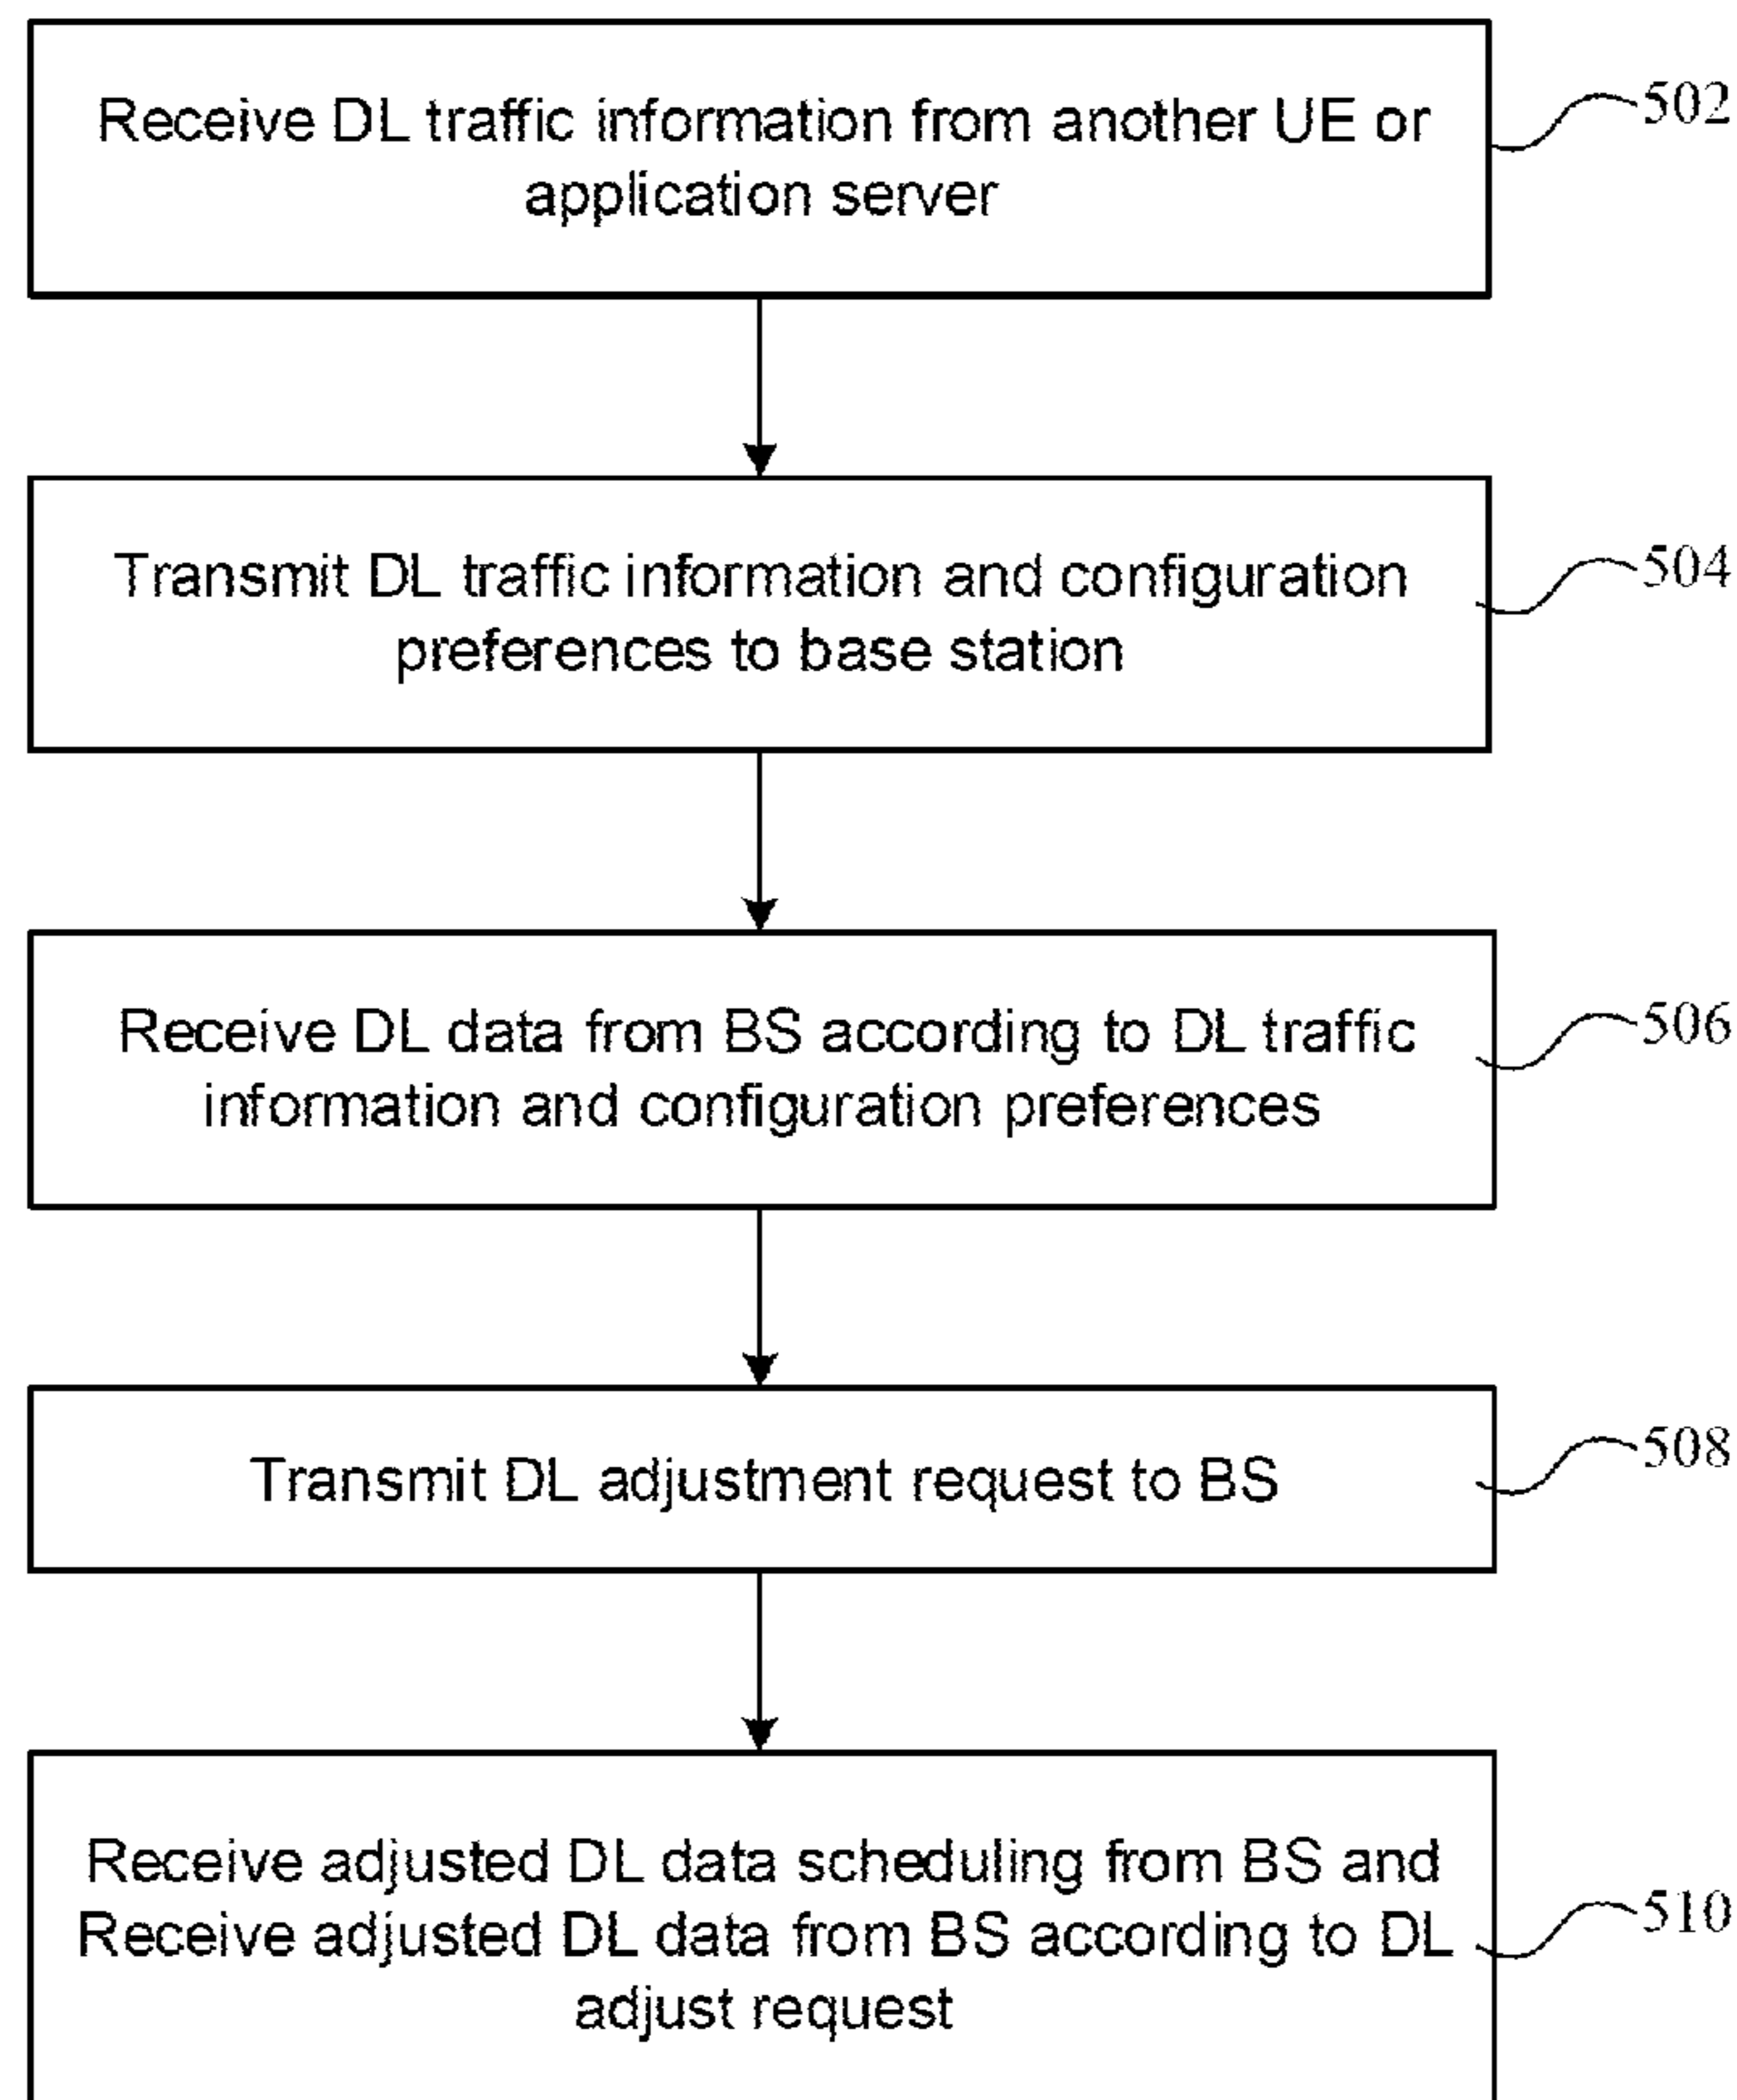 Receive DL traffic information from another UE or
application server
502
Transmit DL traffic information and configuration
preferences to base station
504
Receive DL data from BS according to DL traffic
information and configuration preferences
506
Transmit DL adjustment request to BS
508
Receive adjusted DL data scheduling from BS and
Receive adjusted DL data from BS according to DL
adjust request
510